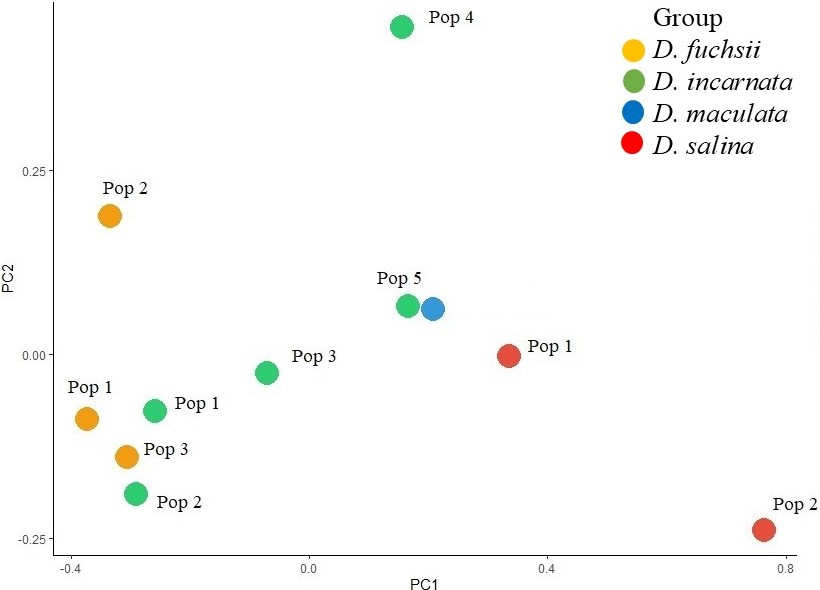 Pop 4
Group
D. fuchsii
D. incarnata
D. maculata
D. salina
0.25
Pop 2
PC2
Pop 5
0.00
Pop 3
Pop 1
Pop 1
Pop 1
Pop 3
Pop 2
Pop 2
-0.25
-0.4
0.0
0.4
0.8
PC1